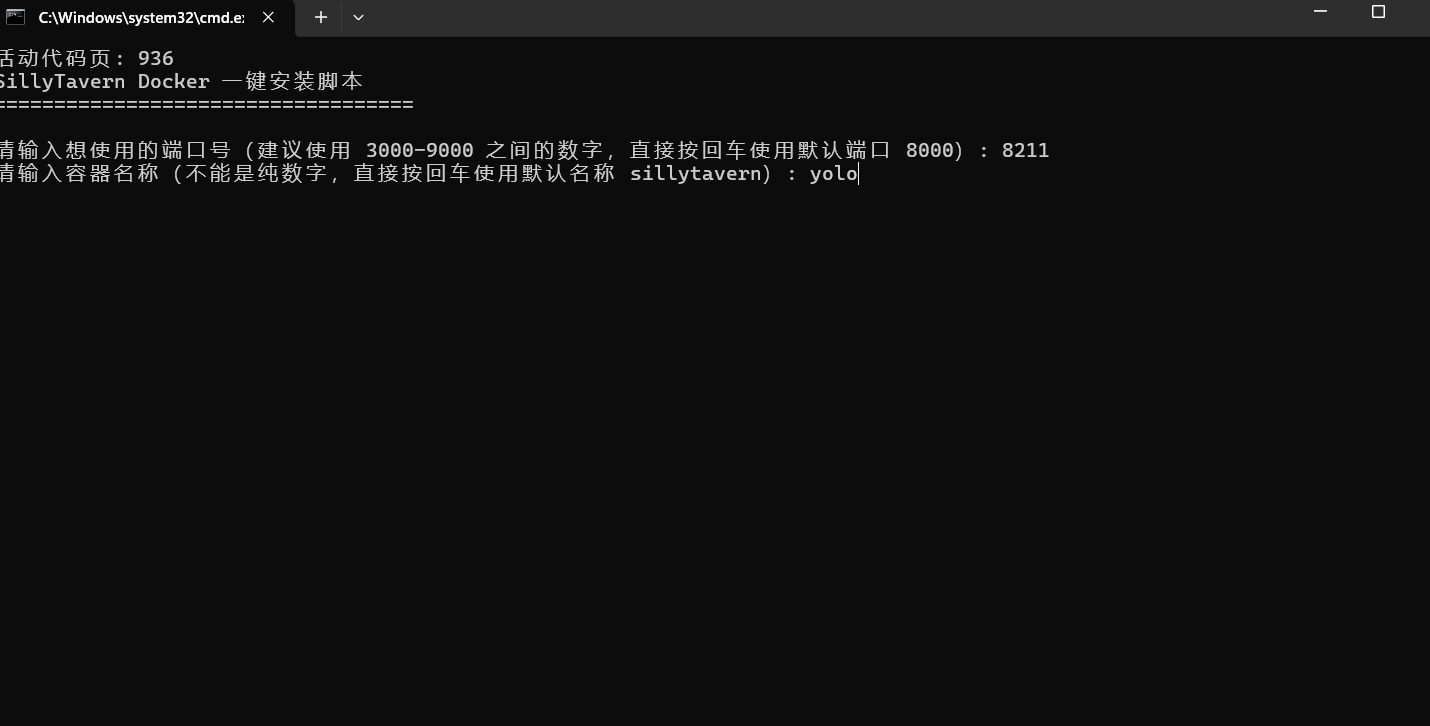 C:\Windows\system32\cmd.e
活动代码页: 936
SillyTavern Docker 一键安装脚本
===================================
请输入想使用的端口号（建议使用 3000-9000 之间的数字，直接按回车使用默认端口 8000）: 8211
请输入容器名称（不能是纯数字，直接按回车使用默认名称 sillytavern）: yolo